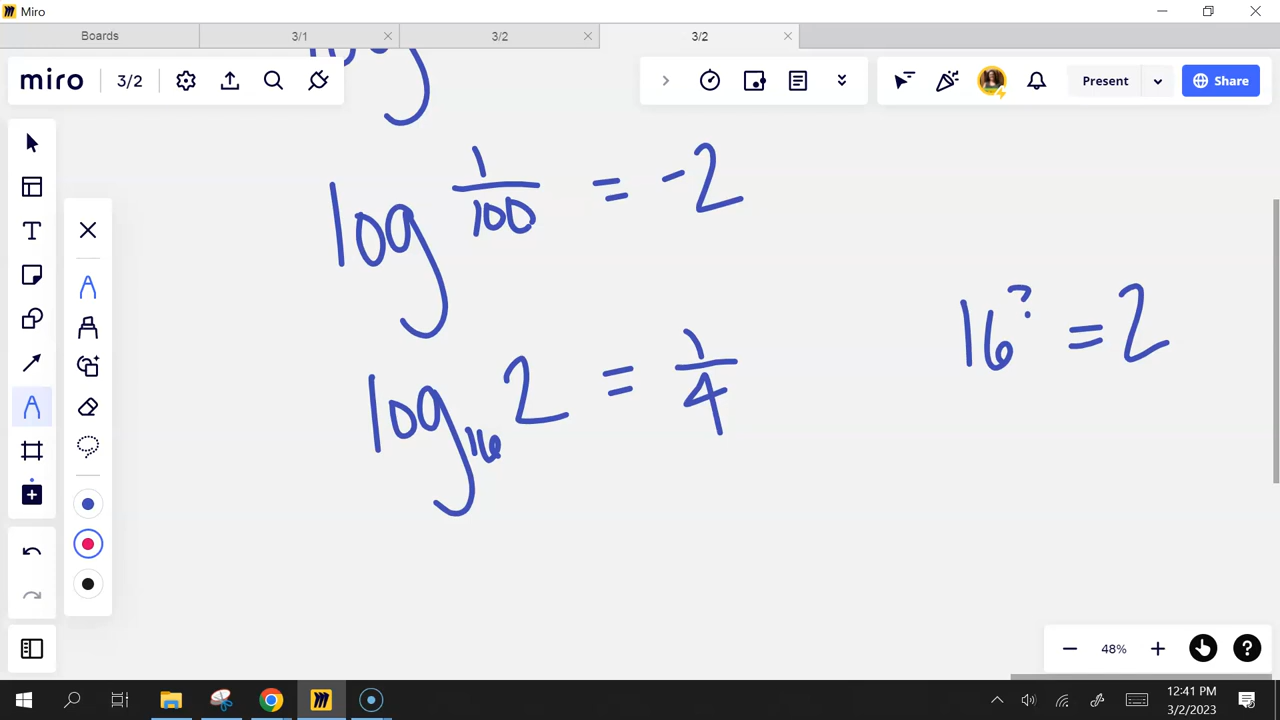 Miro
Boards
3/1
3/2
3/2
miro
3/2
Present
Share
log 1/100 = -2
16^? = 2
log_16 2 = 1/4
48%
12:41 PM
3/2/2023